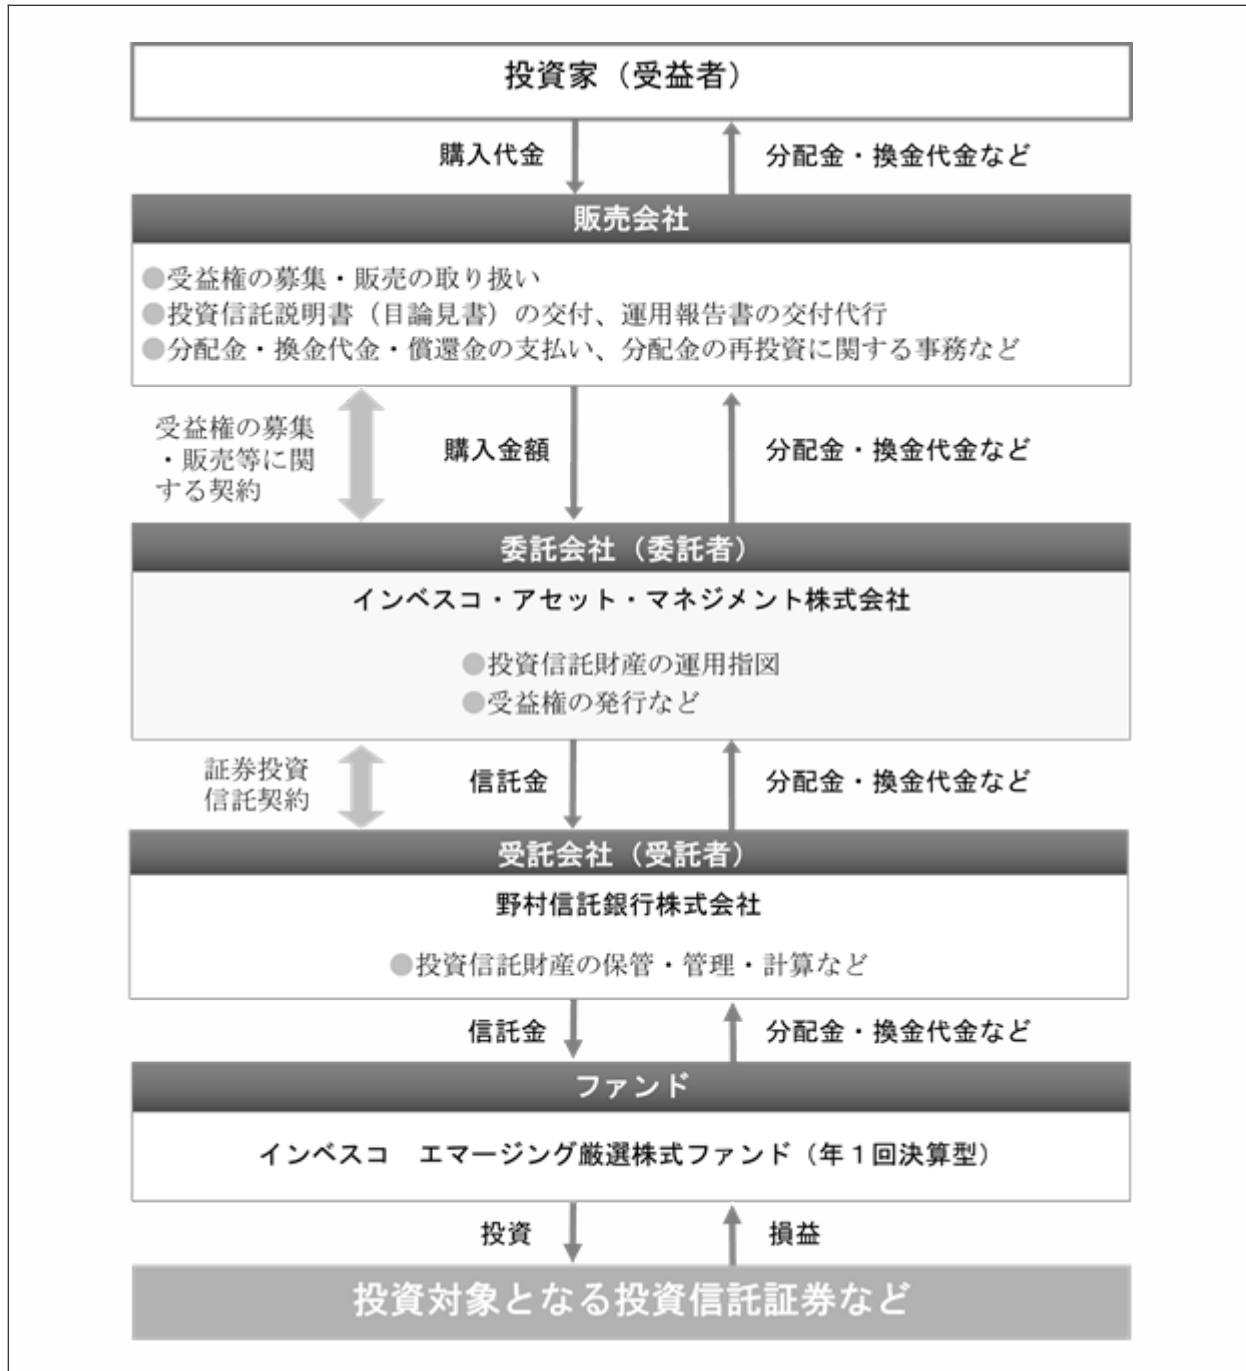 投資家（受益者）
購入代金
分配金・換金代金など
販売会社
●受益権の募集・販売の取り扱い
●投資信託説明書（目論見書）の交付、運用報告書の交付代行
●分配金・換金代金・償還金の支払い、分配金の再投資に関する事務など
受益権の募集
・販売等に関
する契約
購入金額
分配金・換金代金など
委託会社（委託者）
インベスコ・アセット・マネジメント株式会社
●投資信託財産の運用指図
●受益権の発行など
証券投資
信託契約
信託金
分配金・換金代金など
受託会社（受託者）
野村信託銀行株式会社
●投資信託財産の保管・管理・計算など
信託金
分配金・換金代金など
ファンド
インベスコ　エマージング厳選株式ファンド（年１回決算型）
投資
損益
投資対象となる投資信託証券など